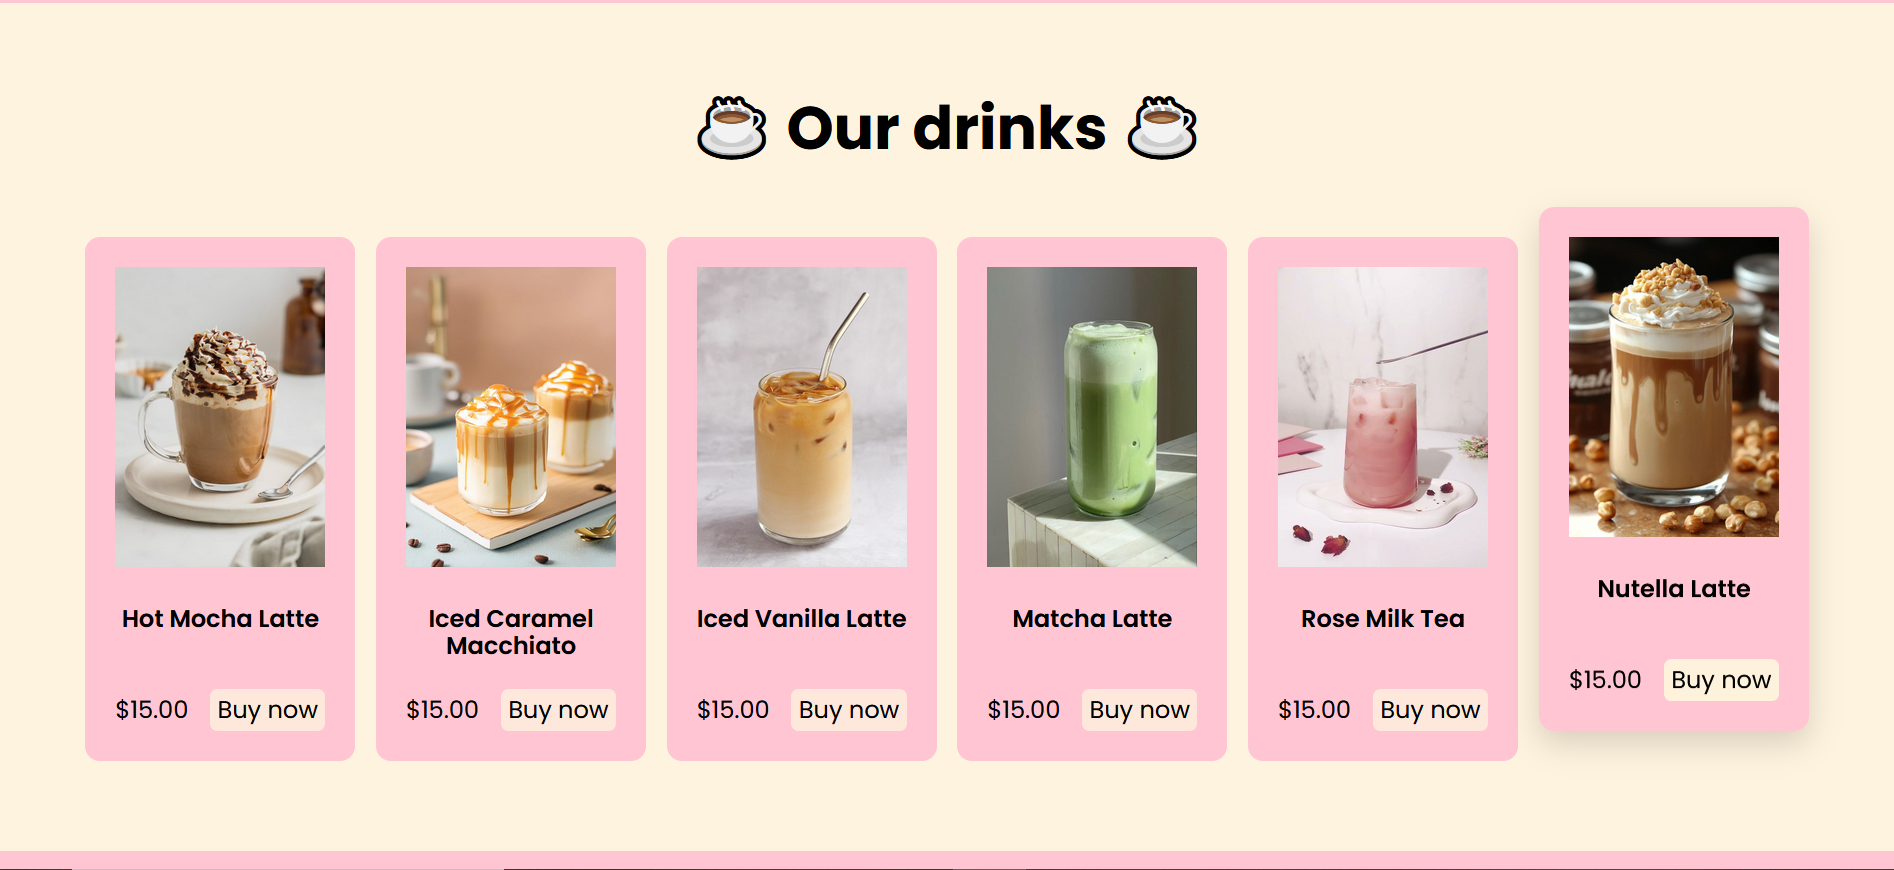 Our drinks
Hot Mocha Latte
$15.00 Buy now
Iced Caramel
Macchiato
$15.00 Buy now
Iced Vanilla Latte
$15.00 Buy now
Matcha Latte
$15.00 Buy now
Rose Milk Tea
$15.00 Buy now
Nutella Latte
$15.00 Buy now